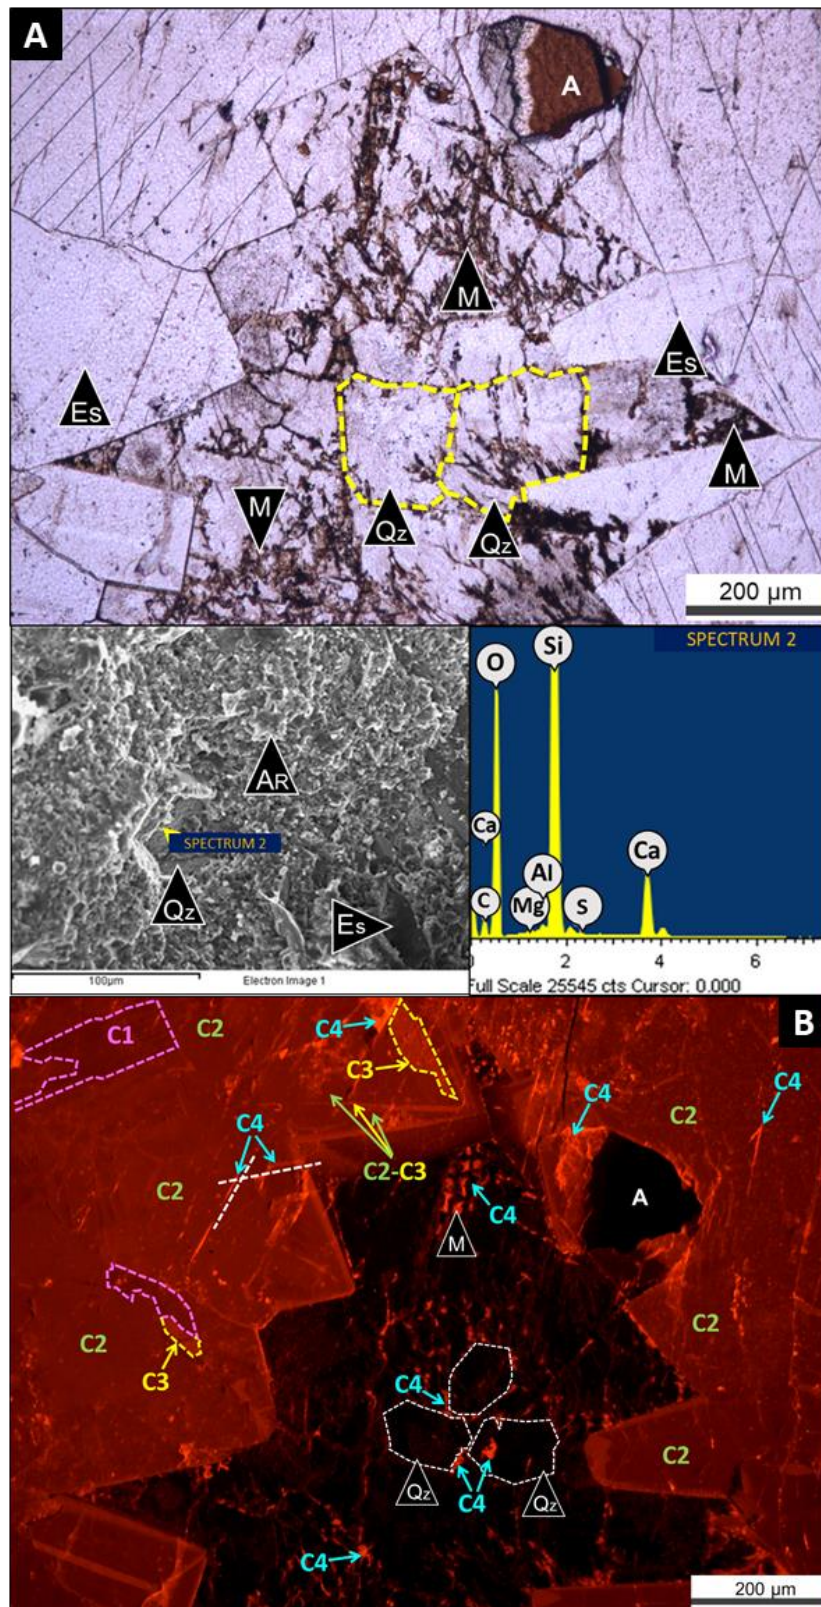 A
A
M
Es
Es
M
M
Qz
Qz
200 µm
SPECTRUM 2
Si
O
AR
SPECTRUM 2
Ca
Ca
Al
C
Mg
S
Qz
Es
0 2 4 6
100µm Electron Image 1
Full Scale 25545 cts Cursor: 0.000
B
C1
C2
C4
C3
C4
C2
C4
C4
C2-C3
C2
C4
A
M
C2
C2
C3
C4
C2
Qz
C4
Qz
C4
200 µm